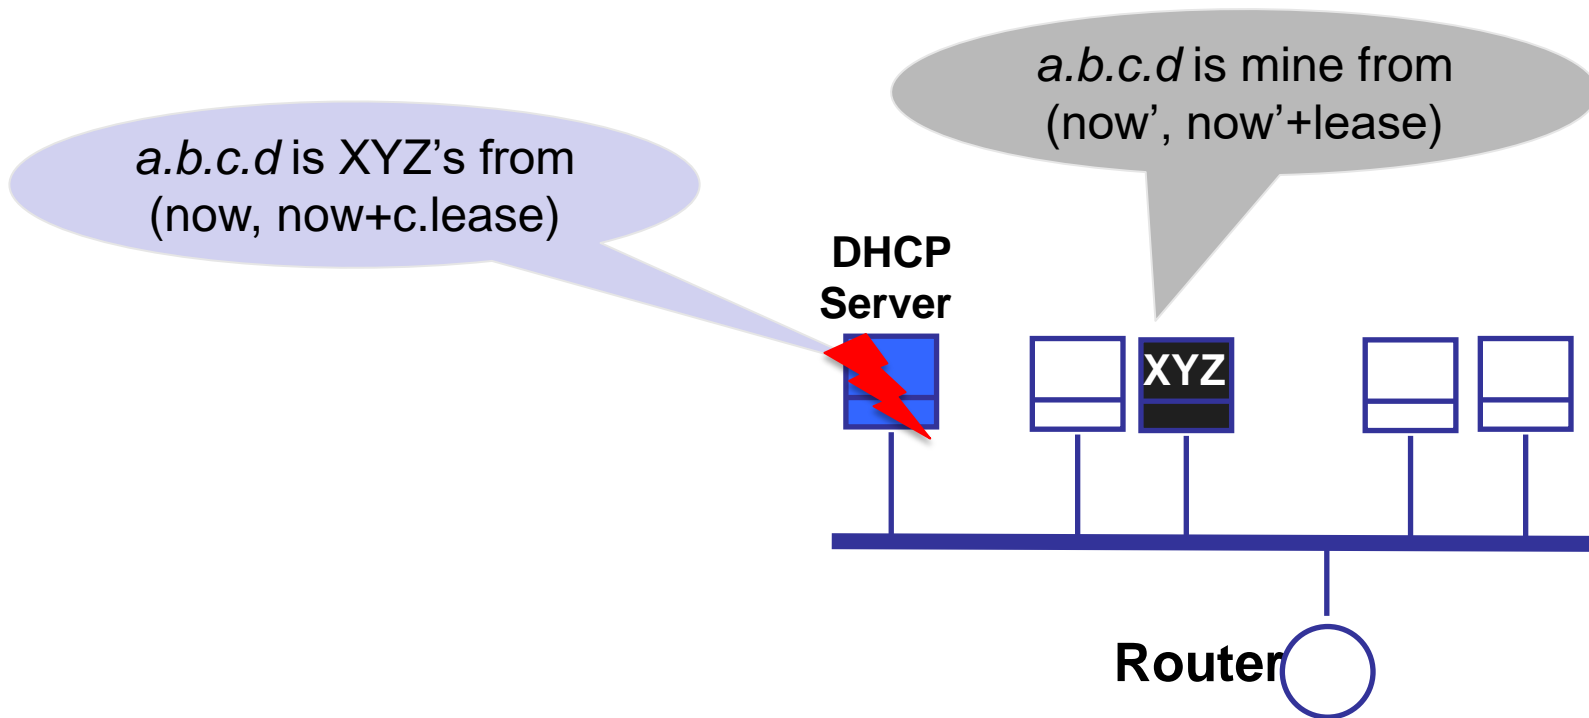 a.b.c.d is mine from
(now’, now’+lease)
a.b.c.d is XYZ’s from
(now, now+c.lease)
DHCP
Server
XYZ
Router